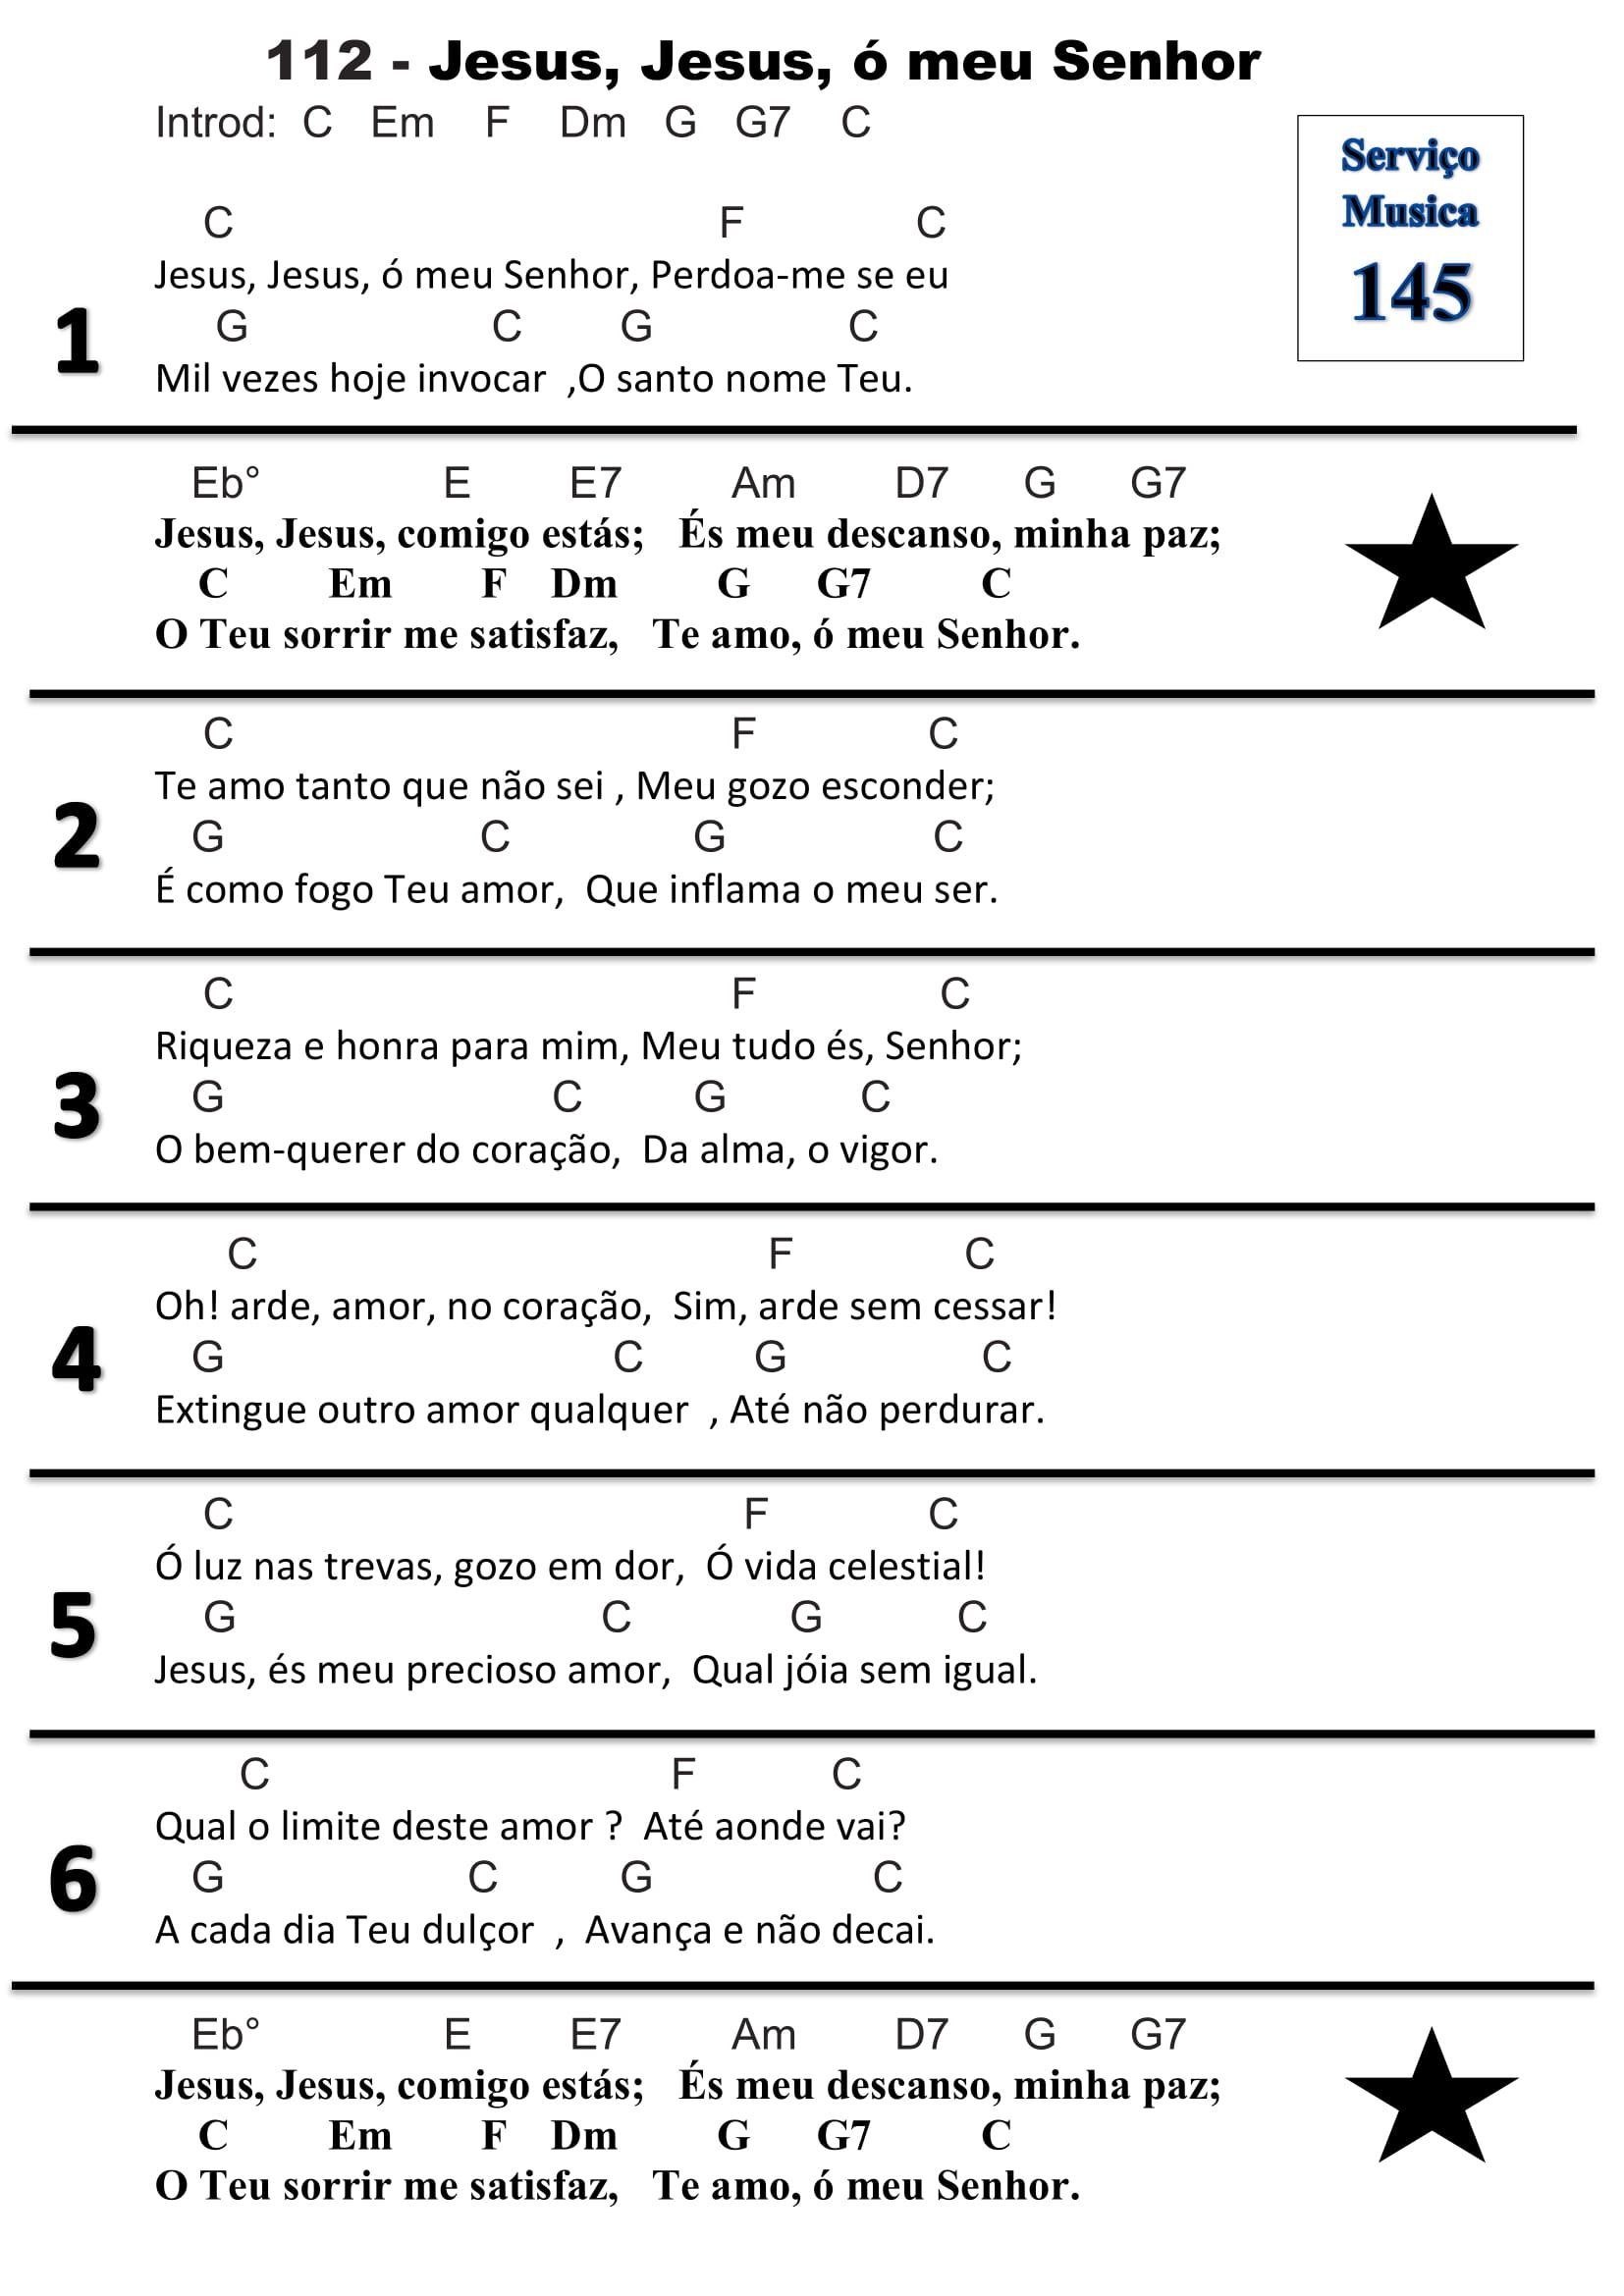 112 - Jesus, Jesus, ó meu Senhor
Introd: C Em F Dm G G7 C
Serviço
Musica
145
C F C
Jesus, Jesus, ó meu Senhor, Perdoa-me se eu
1
G C G C
Mil vezes hoje invocar ,O santo nome Teu.
Eb° E E7 Am D7 G G7
Jesus, Jesus, comigo estás; És meu descanso, minha paz;
C Em F Dm G G7 C
O Teu sorrir me satisfaz, Te amo, ó meu Senhor.
C F C
Te amo tanto que não sei , Meu gozo esconder;
2
G C G C
É como fogo Teu amor, Que inflama o meu ser.
C F C
Riqueza e honra para mim, Meu tudo és, Senhor;
3
G C G C
O bem-querer do coração, Da alma, o vigor.
C F C
Oh! arde, amor, no coração, Sim, arde sem cessar!
4
G C G C
Extingue outro amor qualquer , Até não perdurar.
C F C
Ó luz nas trevas, gozo em dor, Ó vida celestial!
5
G C G C
Jesus, és meu precioso amor, Qual jóia sem igual.
C F C
Qual o limite deste amor ? Até aonde vai?
6
G C G C
A cada dia Teu dulçor , Avança e não decai.
Eb° E E7 Am D7 G G7
Jesus, Jesus, comigo estás; És meu descanso, minha paz;
C Em F Dm G G7 C
O Teu sorrir me satisfaz, Te amo, ó meu Senhor.